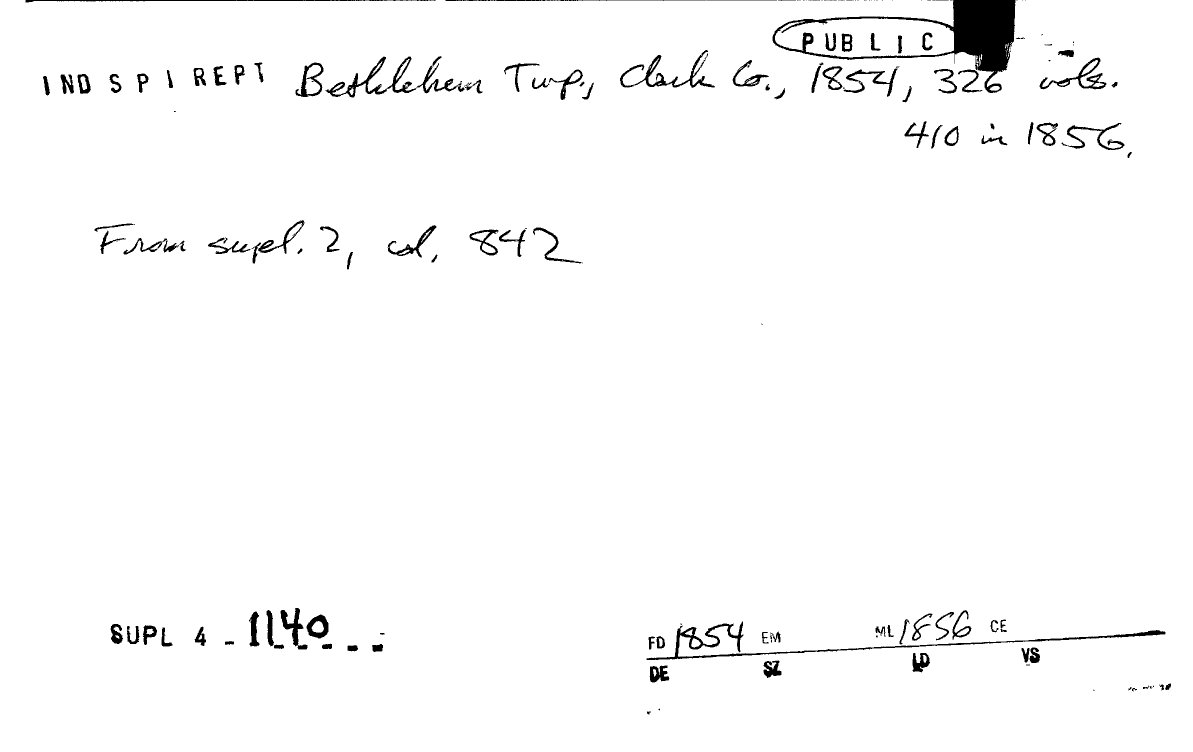 PUBLIC
IND SPI REPT Bethlehem Twp., Clark Co., 1854, 326 vols.
410 in 1856.
From supl. 2, col. 842
SUPL 4 - 1140 - -
FD 1854 EM ML 1856 CE
DE SZ LD VS